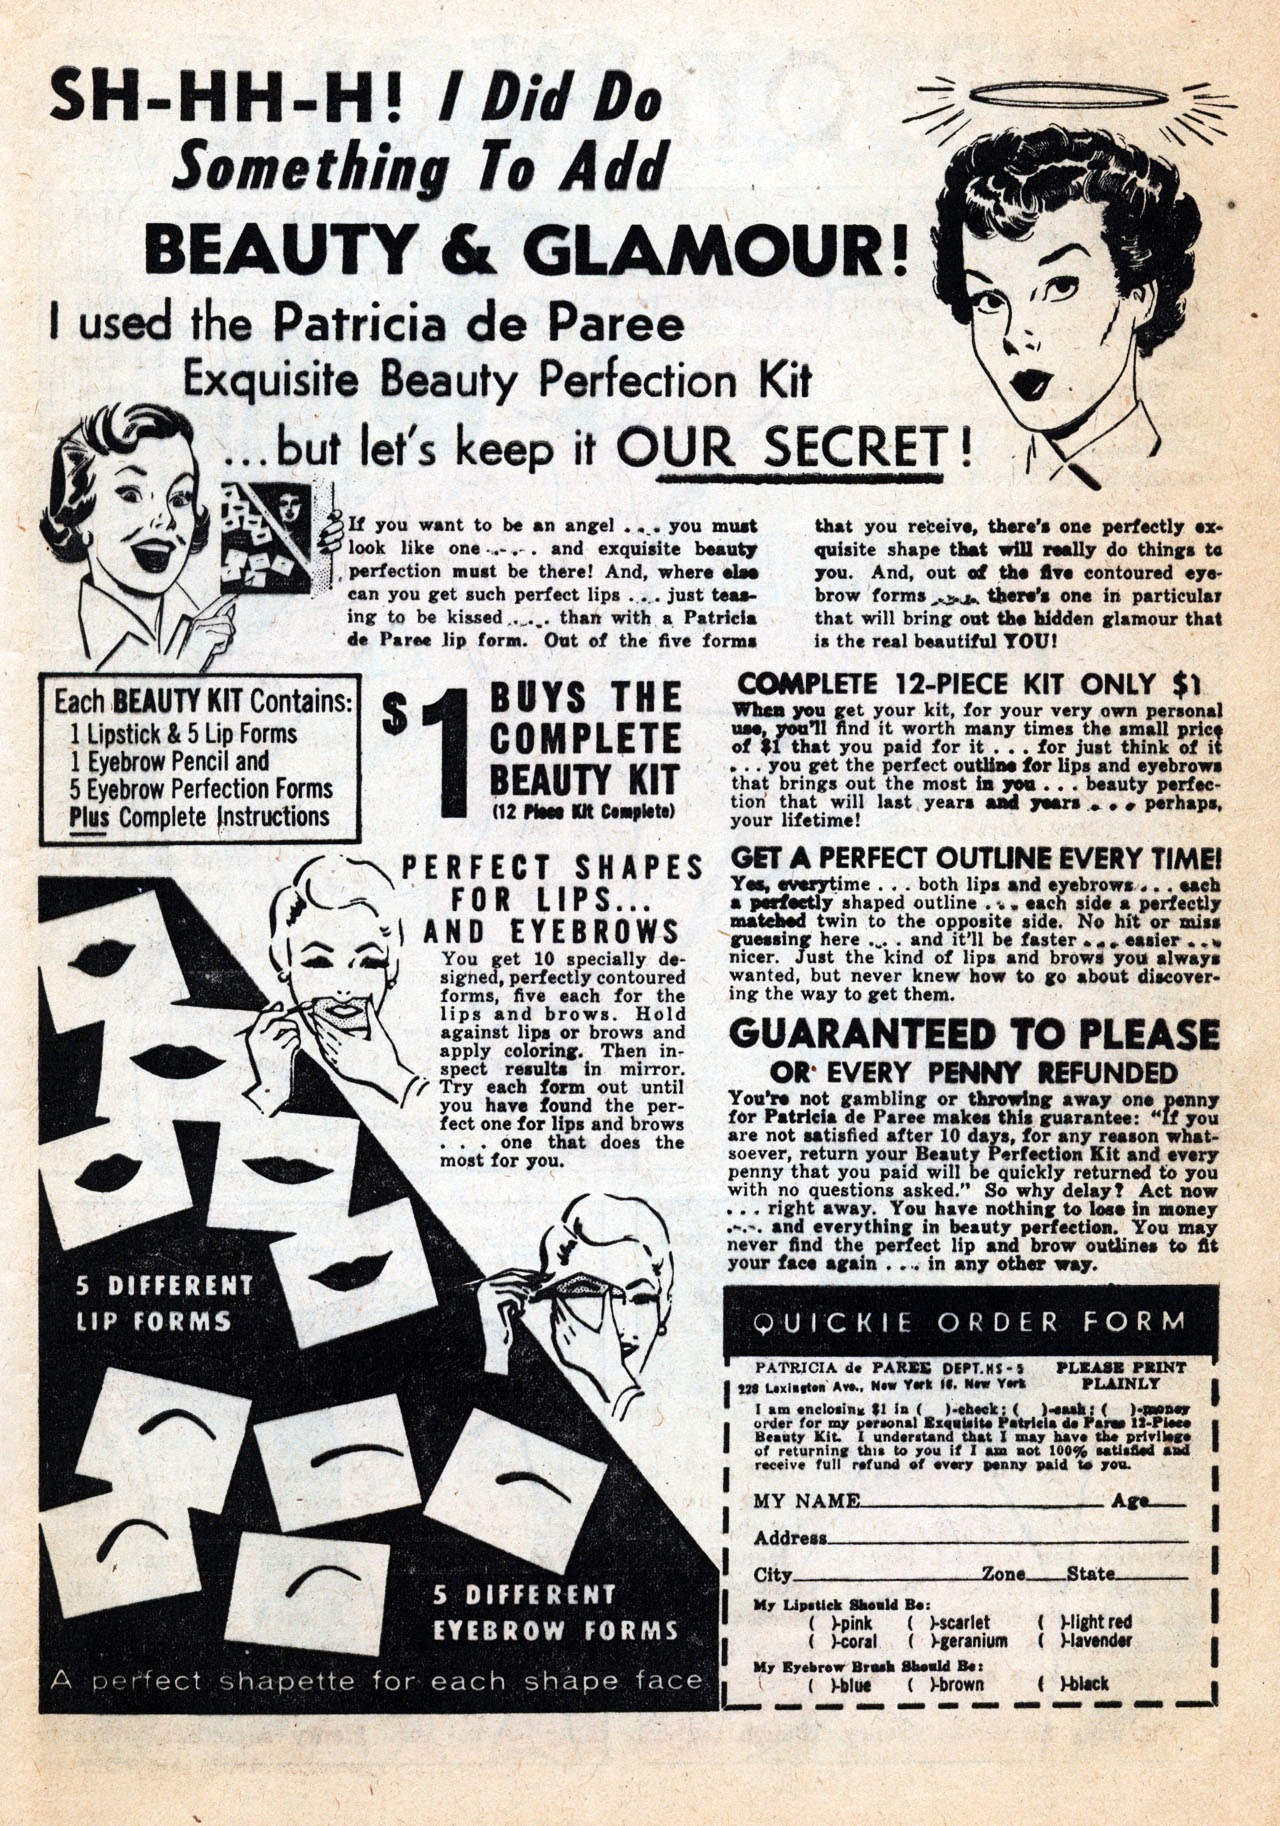 SH-HH-H! I Did Do
Something To Add
BEAUTY & GLAMOUR!
I used the Patricia de Paree
Exquisite Beauty Perfection Kit
...but let's keep it OUR SECRET!
If you want to be an angel . . . you must
look like one . . . . and exquisite beauty
perfection must be there! And, where else
can you get such perfect lips . . . just teas-
ing to be kissed . . . . than with a Patricia
de Paree lip form. Out of the five forms
that you receive, there's one perfectly ex-
quisite shape that will really do things to
you. And, out of the five contoured eye-
brow forms . . . . there's one in particular
that will bring out the hidden glamour that
is the real beautiful YOU!
Each BEAUTY KIT Contains:
1 Lipstick & 5 Lip Forms
1 Eyebrow Pencil and
5 Eyebrow Perfection Forms
Plus Complete Instructions
$1 BUYS THE
COMPLETE
BEAUTY KIT
(12 Piece Kit Complete)
PERFECT SHAPES
FOR LIPS...
AND EYEBROWS
You get 10 specially de-
signed, perfectly contoured
forms, five each for the
lips and brows. Hold
against lips or brows and
apply coloring. Then in-
spect results in mirror.
Try each form out until
you have found the per-
fect one for lips and brows
. . . . one that does the
most for you.
5 DIFFERENT
LIP FORMS
5 DIFFERENT
EYEBROW FORMS
A perfect shapette for each shape face
COMPLETE 12-PIECE KIT ONLY $1
When you get your kit, for your very own personal
use, you'll find it worth many times the small price
of $1 that you paid for it . . . for just think of it
. . . you get the perfect outline for lips and eyebrows
that brings out the most in you . . . beauty perfec-
tion that will last years and years . . . perhaps,
your lifetime!
GET A PERFECT OUTLINE EVERY TIME!
Yes, everytime . . . both lips and eyebrows . . . each
a perfectly shaped outline . . . each side a perfectly
matched twin to the opposite side. No hit or miss
guessing here . . . and it'll be faster . . . easier . . .
nicer. Just the kind of lips and brows you always
wanted, but never knew how to go about discover-
ing the way to get them.
GUARANTEED TO PLEASE
OR EVERY PENNY REFUNDED
You're not gambling or throwing away one penny
for Patricia de Paree makes this guarantee: "If you
are not satisfied after 10 days, for any reason what-
soever, return your Beauty Perfection Kit and every
penny that you paid will be quickly returned to you
with no questions asked." So why delay? Act now
. . . right away. You have nothing to lose in money
. . . . and everything in beauty perfection. You may
never find the perfect lip and brow outlines to fit
your face again . . . . in any other way.
QUICKIE ORDER FORM
PATRICIA de PAREE DEPT.HS-5 PLEASE PRINT
228 Lexington Ave., New York 16, New York PLAINLY
I am enclosing $1 in ( )-check; ( )-cash; ( )-money
order for my personal Exquisite Patricia de Paree 12-Piece
Beauty Kit. I understand that I may have the privilege
of returning this to you if I am not 100% satisfied and
receive full refund of every penny paid to you.
MY NAME Age
Address
City Zone State
My Lipstick Should Be:
( )-pink ( )-scarlet ( )-light red
( )-coral ( )-geranium ( )-lavender
My Eyebrow Brush Should Be:
( )-blue ( )-brown ( )-black